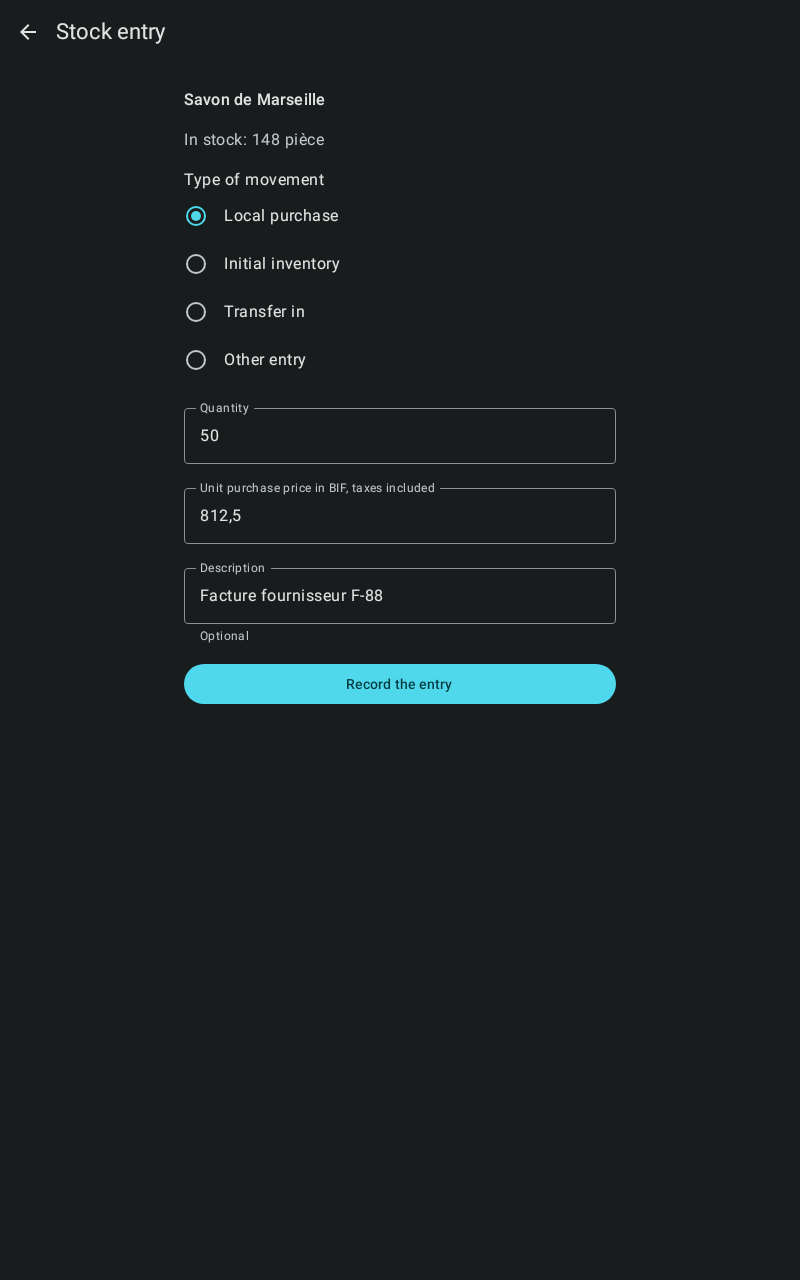 Stock entry
Savon de Marseille
In stock: 148 pièce
Type of movement
Local purchase
Initial inventory
Transfer in
Other entry
Quantity
50
Unit purchase price in BIF, taxes included
812,5
Description
Facture fournisseur F-88
Optional
Record the entry